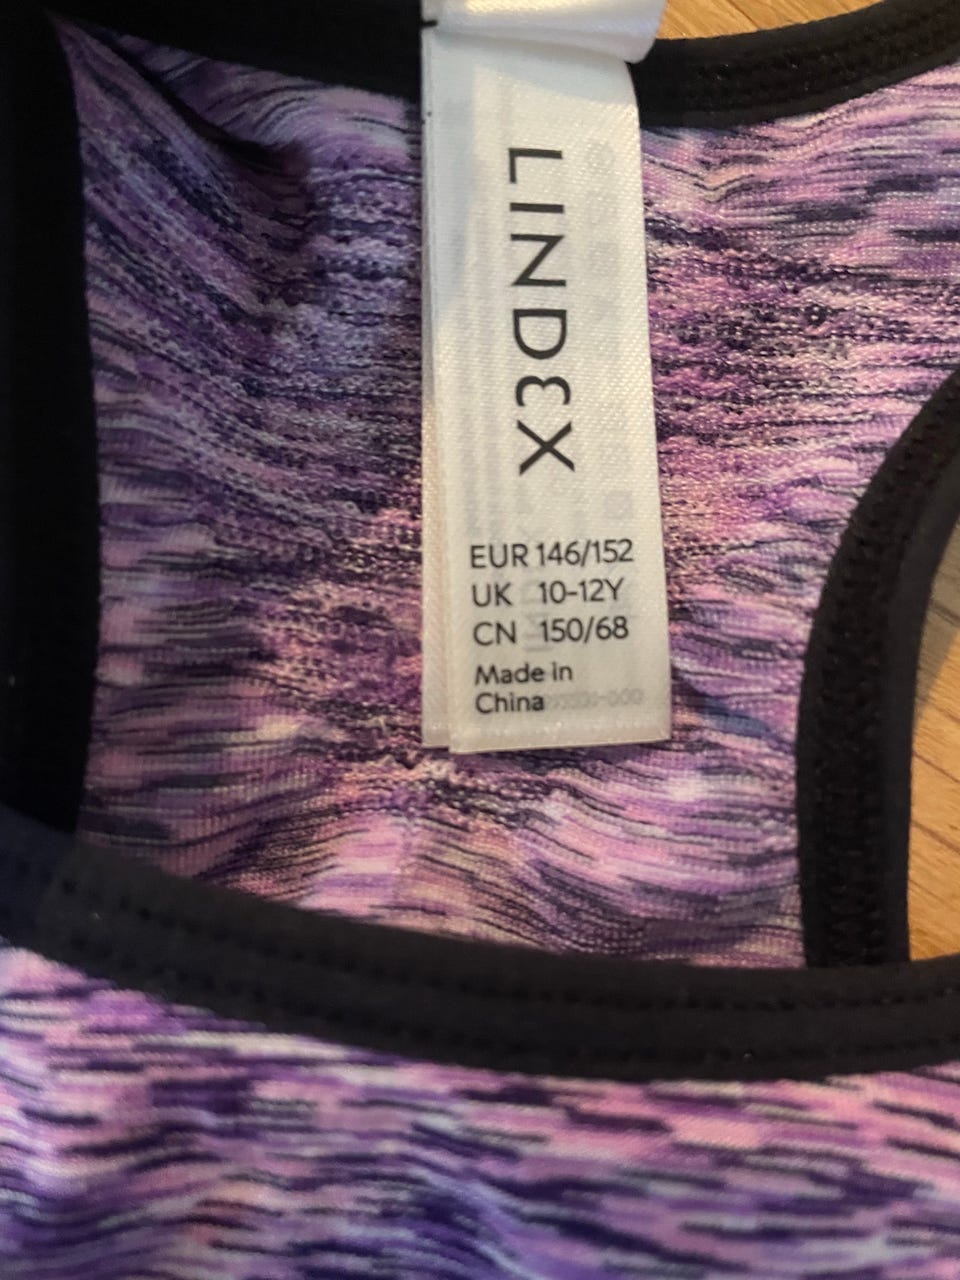 LINDEX
EUR 146/152
UK 10-12Y
CN 150/68
Made in
China